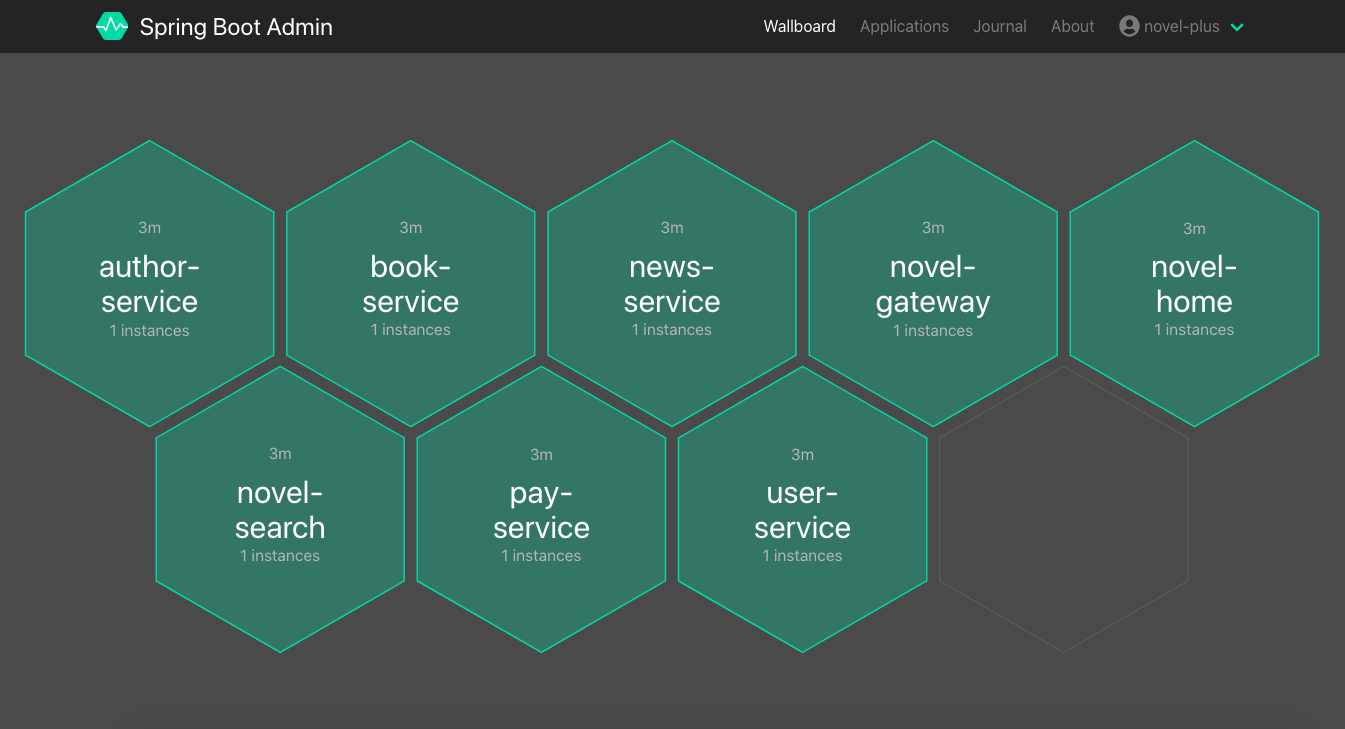 Spring Boot Admin
Wallboard
Applications
Journal
About
novel-plus
3m
author-
service
1 instances
3m
book-
service
1 instances
3m
news-
service
1 instances
3m
novel-
gateway
1 instances
3m
novel-
home
1 instances
3m
novel-
search
1 instances
3m
pay-
service
1 instances
3m
user-
service
1 instances